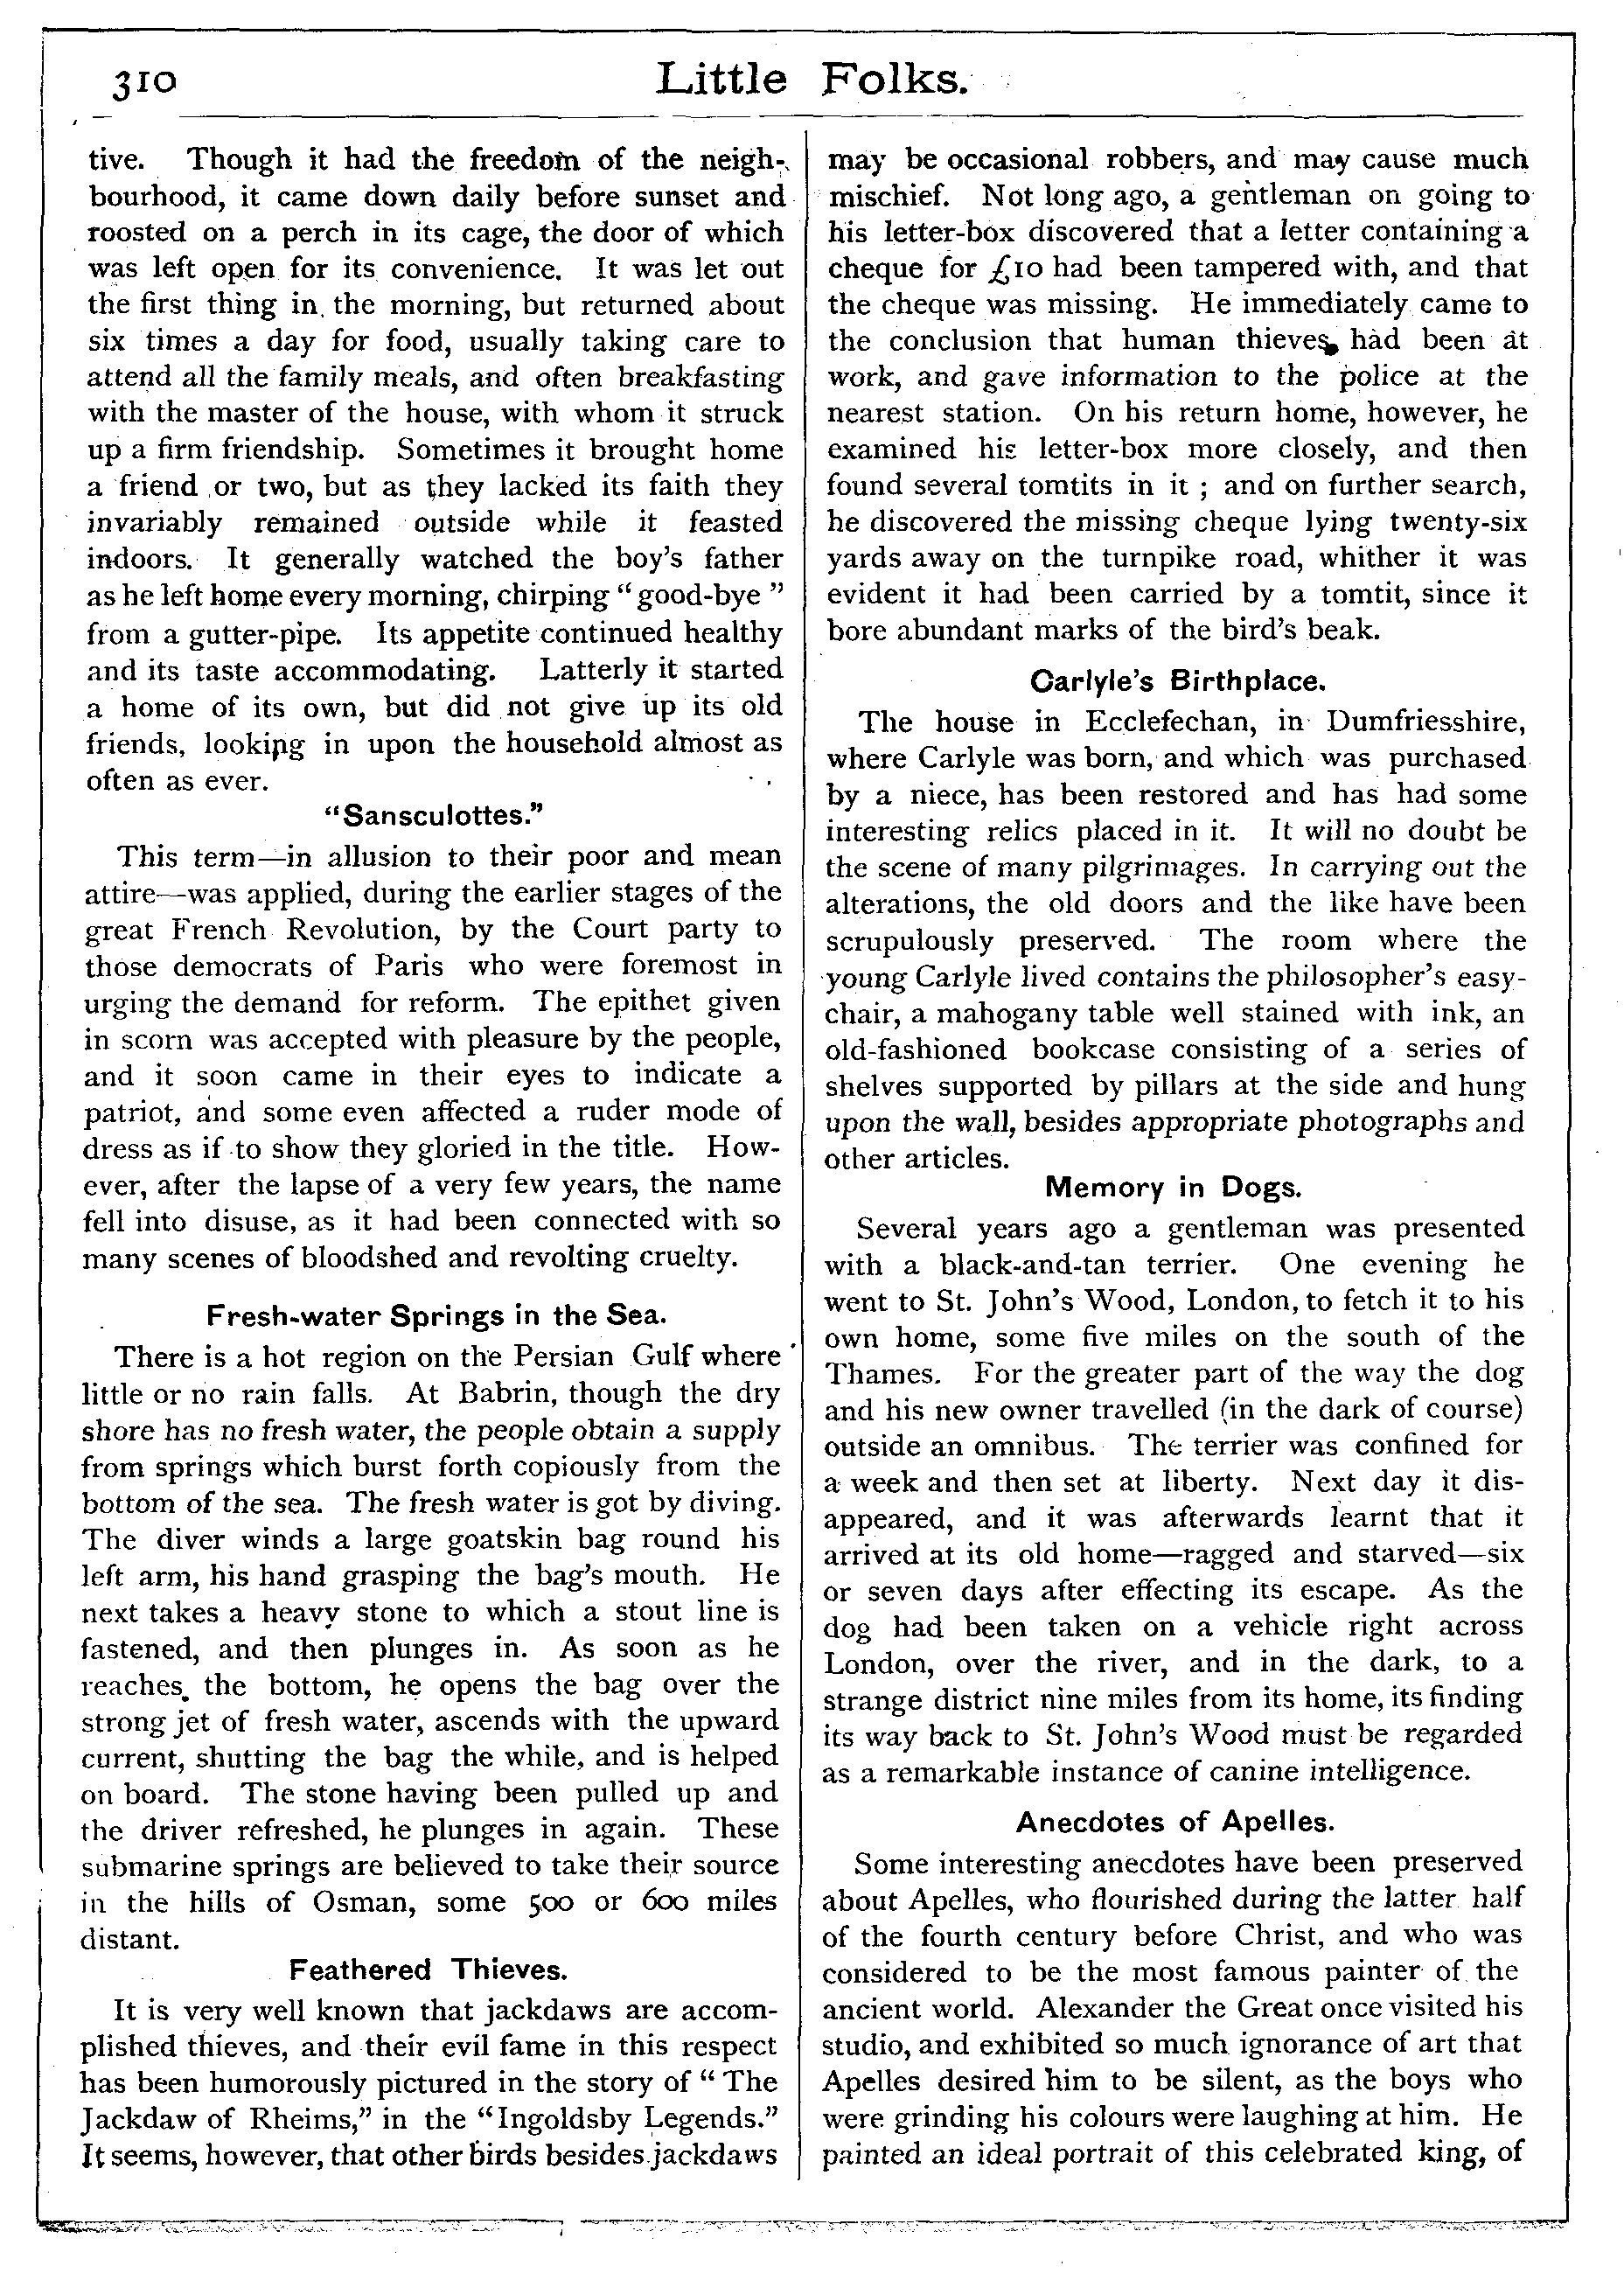 310
Little Folks.
tive. Though it had the freedom of the neigh-
bourhood, it came down daily before sunset and
roosted on a perch in its cage, the door of which
was left open for its convenience. It was let out
the first thing in the morning, but returned about
six times a day for food, usually taking care to
attend all the family meals, and often breakfasting
with the master of the house, with whom it struck
up a firm friendship. Sometimes it brought home
a friend or two, but as they lacked its faith they
invariably remained outside while it feasted
indoors. It generally watched the boy's father
as he left home every morning, chirping "good-bye"
from a gutter-pipe. Its appetite continued healthy
and its taste accommodating. Latterly it started
a home of its own, but did not give up its old
friends, looking in upon the household almost as
often as ever.
"Sansculottes."
This term—in allusion to their poor and mean
attire—was applied, during the earlier stages of the
great French Revolution, by the Court party to
those democrats of Paris who were foremost in
urging the demand for reform. The epithet given
in scorn was accepted with pleasure by the people,
and it soon came in their eyes to indicate a
patriot, and some even affected a ruder mode of
dress as if to show they gloried in the title. How-
ever, after the lapse of a very few years, the name
fell into disuse, as it had been connected with so
many scenes of bloodshed and revolting cruelty.
Fresh-water Springs in the Sea.
There is a hot region on the Persian Gulf where
little or no rain falls. At Babrin, though the dry
shore has no fresh water, the people obtain a supply
from springs which burst forth copiously from the
bottom of the sea. The fresh water is got by diving.
The diver winds a large goatskin bag round his
left arm, his hand grasping the bag's mouth. He
next takes a heavy stone to which a stout line is
fastened, and then plunges in. As soon as he
reaches the bottom, he opens the bag over the
strong jet of fresh water, ascends with the upward
current, shutting the bag the while, and is helped
on board. The stone having been pulled up and
the driver refreshed, he plunges in again. These
submarine springs are believed to take their source
in the hills of Osman, some 500 or 600 miles
distant.
Feathered Thieves.
It is very well known that jackdaws are accom-
plished thieves, and their evil fame in this respect
has been humorously pictured in the story of "The
Jackdaw of Rheims," in the "Ingoldsby Legends."
It seems, however, that other birds besides jackdaws
may be occasional robbers, and may cause much
mischief. Not long ago, a gentleman on going to
his letter-box discovered that a letter containing a
cheque for £10 had been tampered with, and that
the cheque was missing. He immediately came to
the conclusion that human thieves had been at
work, and gave information to the police at the
nearest station. On his return home, however, he
examined his letter-box more closely, and then
found several tomtits in it; and on further search,
he discovered the missing cheque lying twenty-six
yards away on the turnpike road, whither it was
evident it had been carried by a tomtit, since it
bore abundant marks of the bird's beak.
Carlyle's Birthplace.
The house in Ecclefechan, in Dumfriesshire,
where Carlyle was born, and which was purchased
by a niece, has been restored and has had some
interesting relics placed in it. It will no doubt be
the scene of many pilgrimages. In carrying out the
alterations, the old doors and the like have been
scrupulously preserved. The room where the
young Carlyle lived contains the philosopher's easy-
chair, a mahogany table well stained with ink, an
old-fashioned bookcase consisting of a series of
shelves supported by pillars at the side and hung
upon the wall, besides appropriate photographs and
other articles.
Memory in Dogs.
Several years ago a gentleman was presented
with a black-and-tan terrier. One evening he
went to St. John's Wood, London, to fetch it to his
own home, some five miles on the south of the
Thames. For the greater part of the way the dog
and his new owner travelled (in the dark of course)
outside an omnibus. The terrier was confined for
a week and then set at liberty. Next day it dis-
appeared, and it was afterwards learnt that it
arrived at its old home—ragged and starved—six
or seven days after effecting its escape. As the
dog had been taken on a vehicle right across
London, over the river, and in the dark, to a
strange district nine miles from its home, its finding
its way back to St. John's Wood must be regarded
as a remarkable instance of canine intelligence.
Anecdotes of Apelles.
Some interesting anecdotes have been preserved
about Apelles, who flourished during the latter half
of the fourth century before Christ, and who was
considered to be the most famous painter of the
ancient world. Alexander the Great once visited his
studio, and exhibited so much ignorance of art that
Apelles desired him to be silent, as the boys who
were grinding his colours were laughing at him. He
painted an ideal portrait of this celebrated king, of